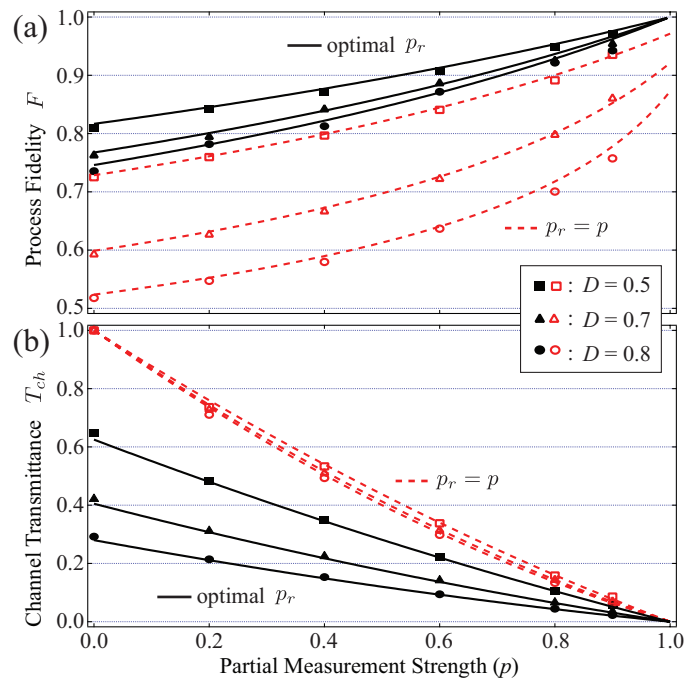 (a)
1.0
0.9
0.8
0.7
0.6
0.5
Process Fidelity F
optimal p_r
p_r = p
: D = 0.5
: D = 0.7
: D = 0.8
(b)
1.0
0.8
0.6
0.4
0.2
0.0
Channel Transmittance T_ch
p_r = p
optimal p_r
0.0 0.2 0.4 0.6 0.8 1.0
Partial Measurement Strength (p)